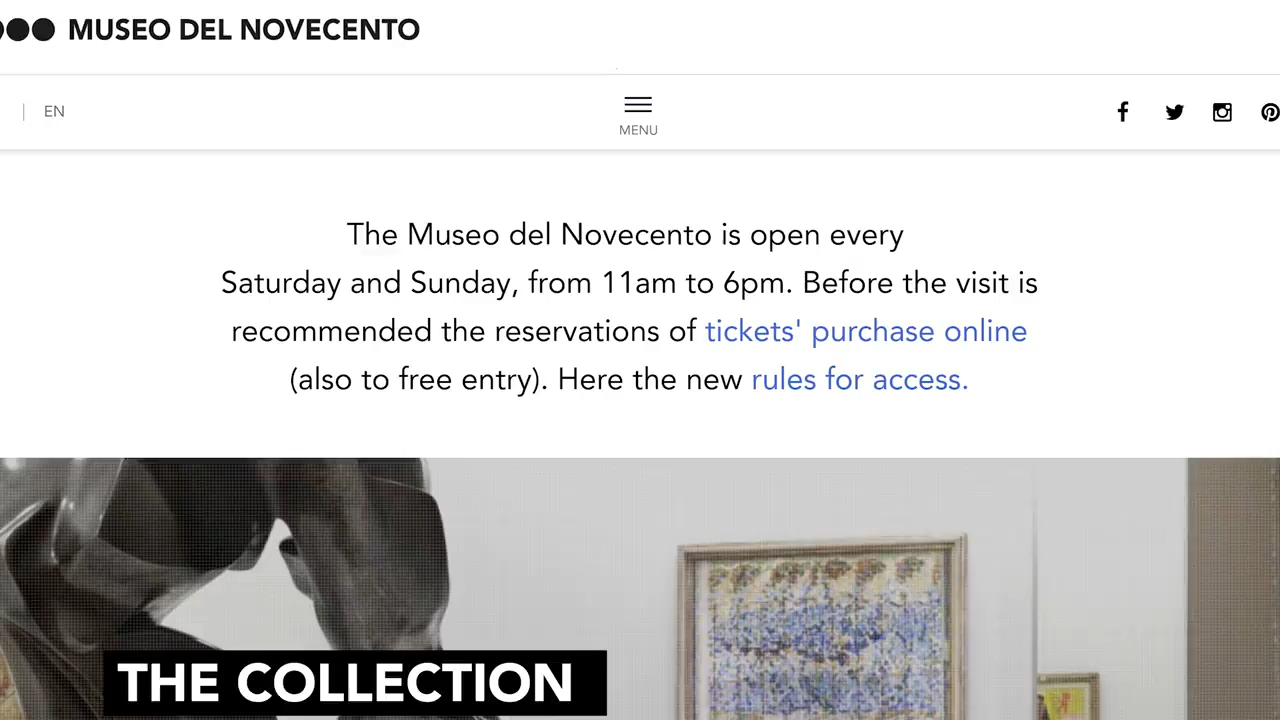 MUSEO DEL NOVECENTO
EN
MENU
The Museo del Novecento is open every
Saturday and Sunday, from 11am to 6pm. Before the visit is
recommended the reservations of tickets' purchase online
(also to free entry). Here the new rules for access.
THE COLLECTION